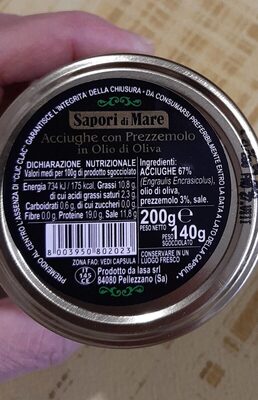 PREMENDO AL CENTRO L'ASSENZA DI "CLIC CLAC" GARANTISCE L'INTEGRITÀ DELLA CHIUSURA • DA CONSUMARSI PREFERIBILMENTE ENTRO LA DATA A LATO DELLA CAPSULA •
Sapori di Mare
Acciughe con Prezzemolo
in Olio di Oliva
DICHIARAZIONE NUTRIZIONALE
Valori medi per 100g di prodotto sgocciolato
Energia 734 kJ / 175 kcal, Grassi 10,8 g
di cui acidi grassi saturi 2,3 g
Carboidrati 0,6 g, di cui zuccheri 0,0 g
Fibre 0,0 g Proteine 19,0 g Sale 11,8 g
8003950802023
Ingredienti:
ACCIUGHE 67%
(Engraulis Encrasicolus),
olio di oliva,
prezzemolo 3%, sale.
200g PESO NETTO
PESO SGOCCIOLATO 140g
CONSERVARE IN UN
LUOGO FRESCO
ZONA FAO: VEDI CAPSULA
IT
145
CE
Prodotto da Iasa srl
84080 Pellezzano (Sa)